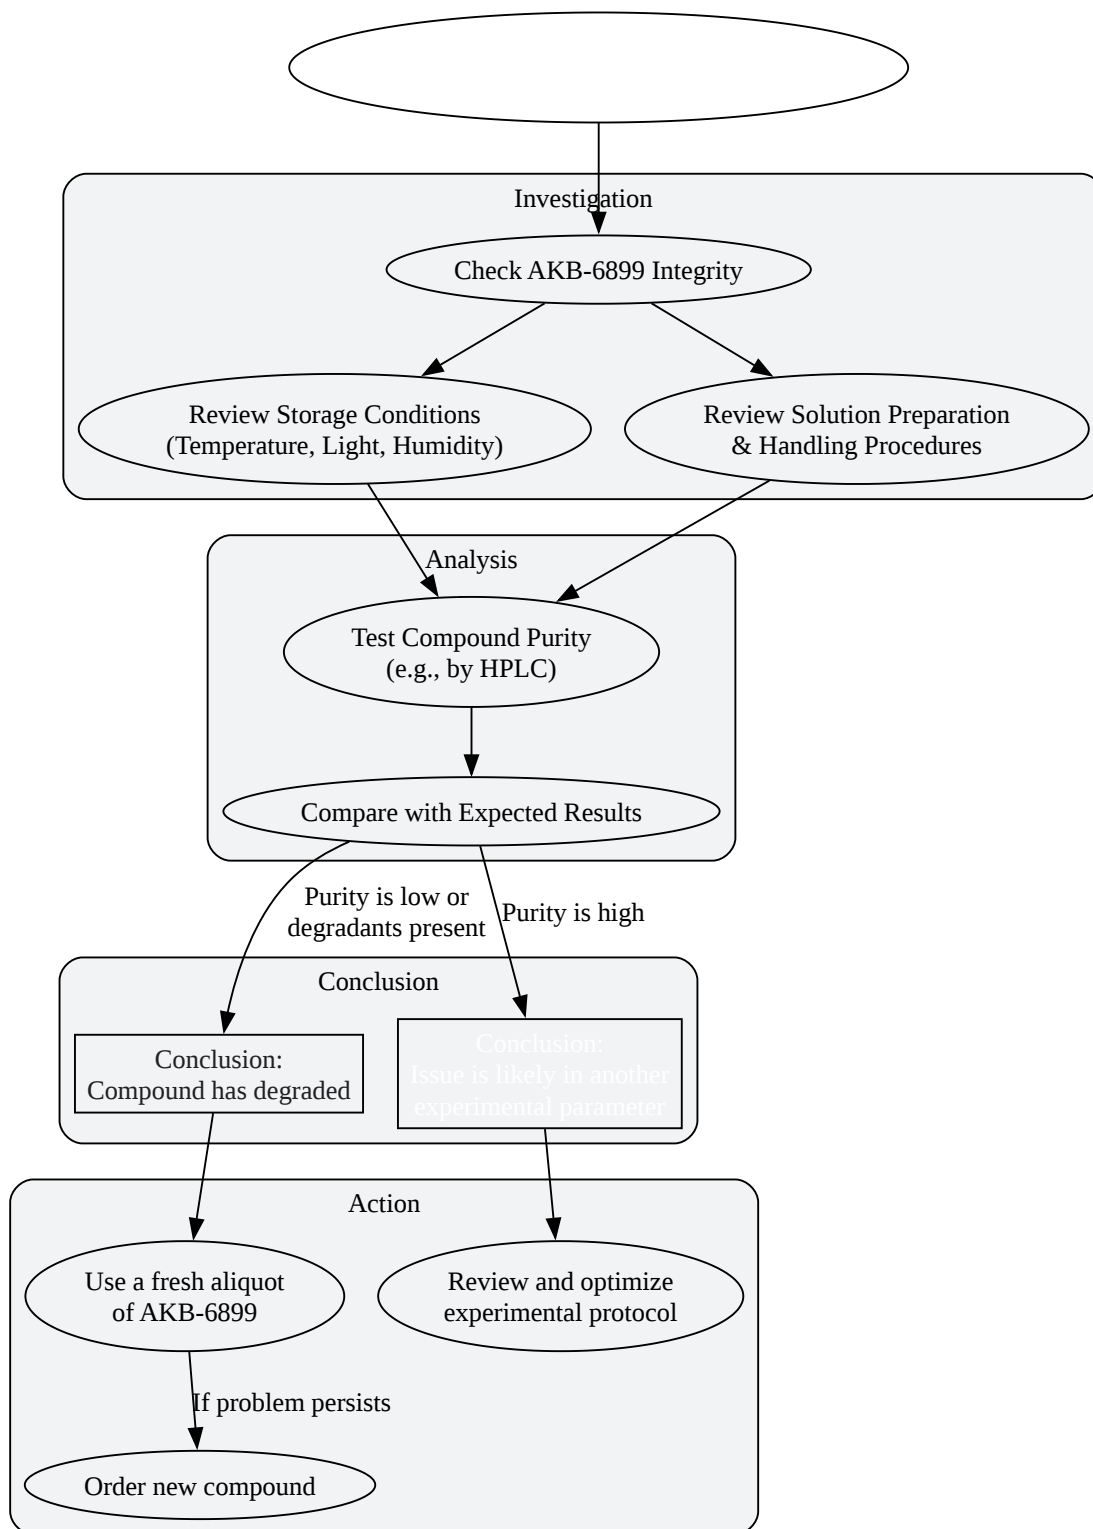 Investigation
Check AKB-6899 Integrity
Review Storage Conditions
(Temperature, Light, Humidity)
Review Solution Preparation
& Handling Procedures
Analysis
Test Compound Purity
(e.g., by HPLC)
Compare with Expected Results
Purity is low or
degradants present
Purity is high
Conclusion
Conclusion:
Compound has degraded
Conclusion:
Issue is likely in another
experimental parameter
Action
Use a fresh aliquot
of AKB-6899
Review and optimize
experimental protocol
If problem persists
Order new compound